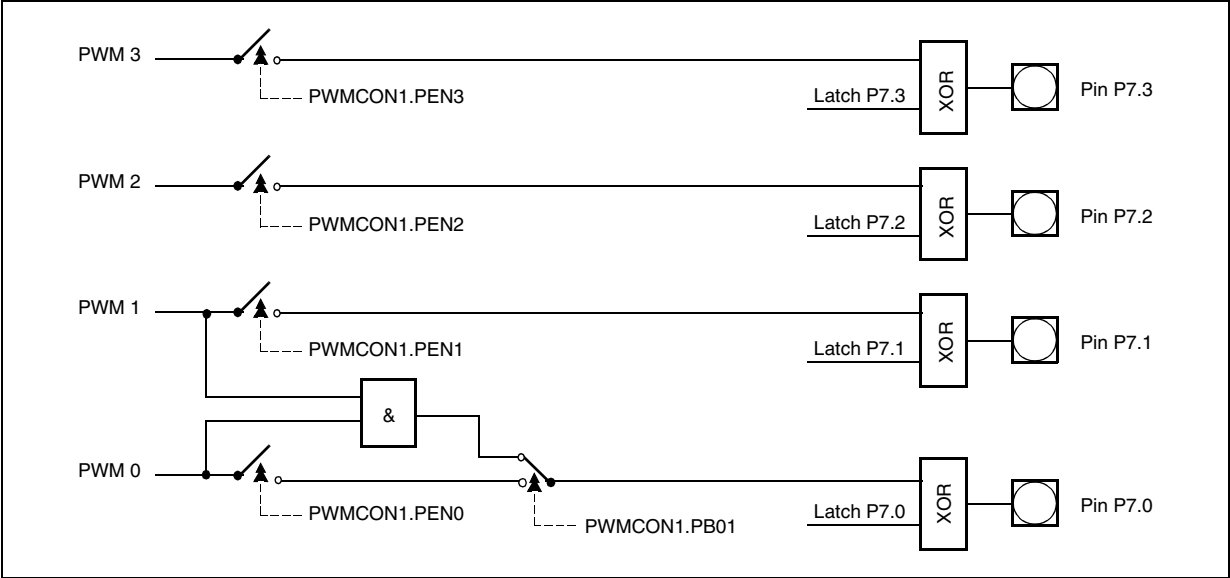 PWM 3
PWMCON1.PEN3
Latch P7.3
XOR
Pin P7.3
PWM 2
PWMCON1.PEN2
Latch P7.2
XOR
Pin P7.2
PWM 1
PWMCON1.PEN1
Latch P7.1
XOR
Pin P7.1
&
PWM 0
PWMCON1.PEN0
PWMCON1.PB01
Latch P7.0
XOR
Pin P7.0